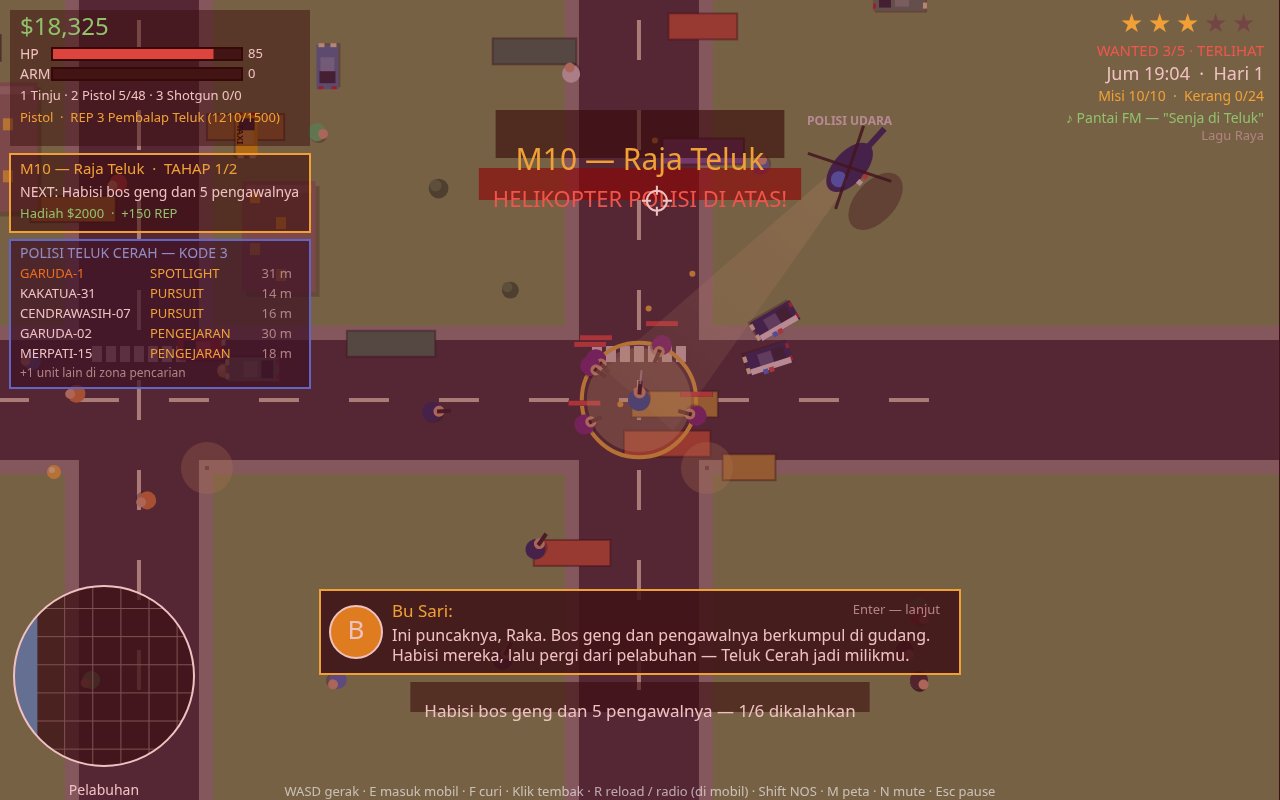 $18,325
HP 85
ARM 0
1 Tinju · 2 Pistol 5/48 · 3 Shotgun 0/0
Pistol · REP 3 Pembalap Teluk (1210/1500)
M10 — Raja Teluk · TAHAP 1/2
NEXT: Habisi bos geng dan 5 pengawalnya
Hadiah $2000 · +150 REP
POLISI TELUK CERAH — KODE 3
GARUDA-1 SPOTLIGHT 31 m
KAKATUA-31 PURSUIT 14 m
CENDRAWASIH-07 PURSUIT 16 m
GARUDA-02 PENGEJARAN 30 m
MERPATI-15 PENGEJARAN 18 m
+1 unit lain di zona pencarian
M10 — Raja Teluk
HELIKOPTER POLISI DI ATAS!
POLISI UDARA
★★★★★
WANTED 3/5 · TERLIHAT
Jum 19:04 · Hari 1
Misi 10/10 · Kerang 0/24
♪ Pantai FM — "Senja di Teluk"
Lagu Raya
B
Bu Sari:
Enter — lanjut
Ini puncaknya, Raka. Bos geng dan pengawalnya berkumpul di gudang.
Habisi mereka, lalu pergi dari pelabuhan — Teluk Cerah jadi milikmu.
Habisi bos geng dan 5 pengawalnya — 1/6 dikalahkan
Pelabuhan
WASD gerak · E masuk mobil · F curi · Klik tembak · R reload / radio (di mobil) · Shift NOS · M peta · N mute · Esc pause